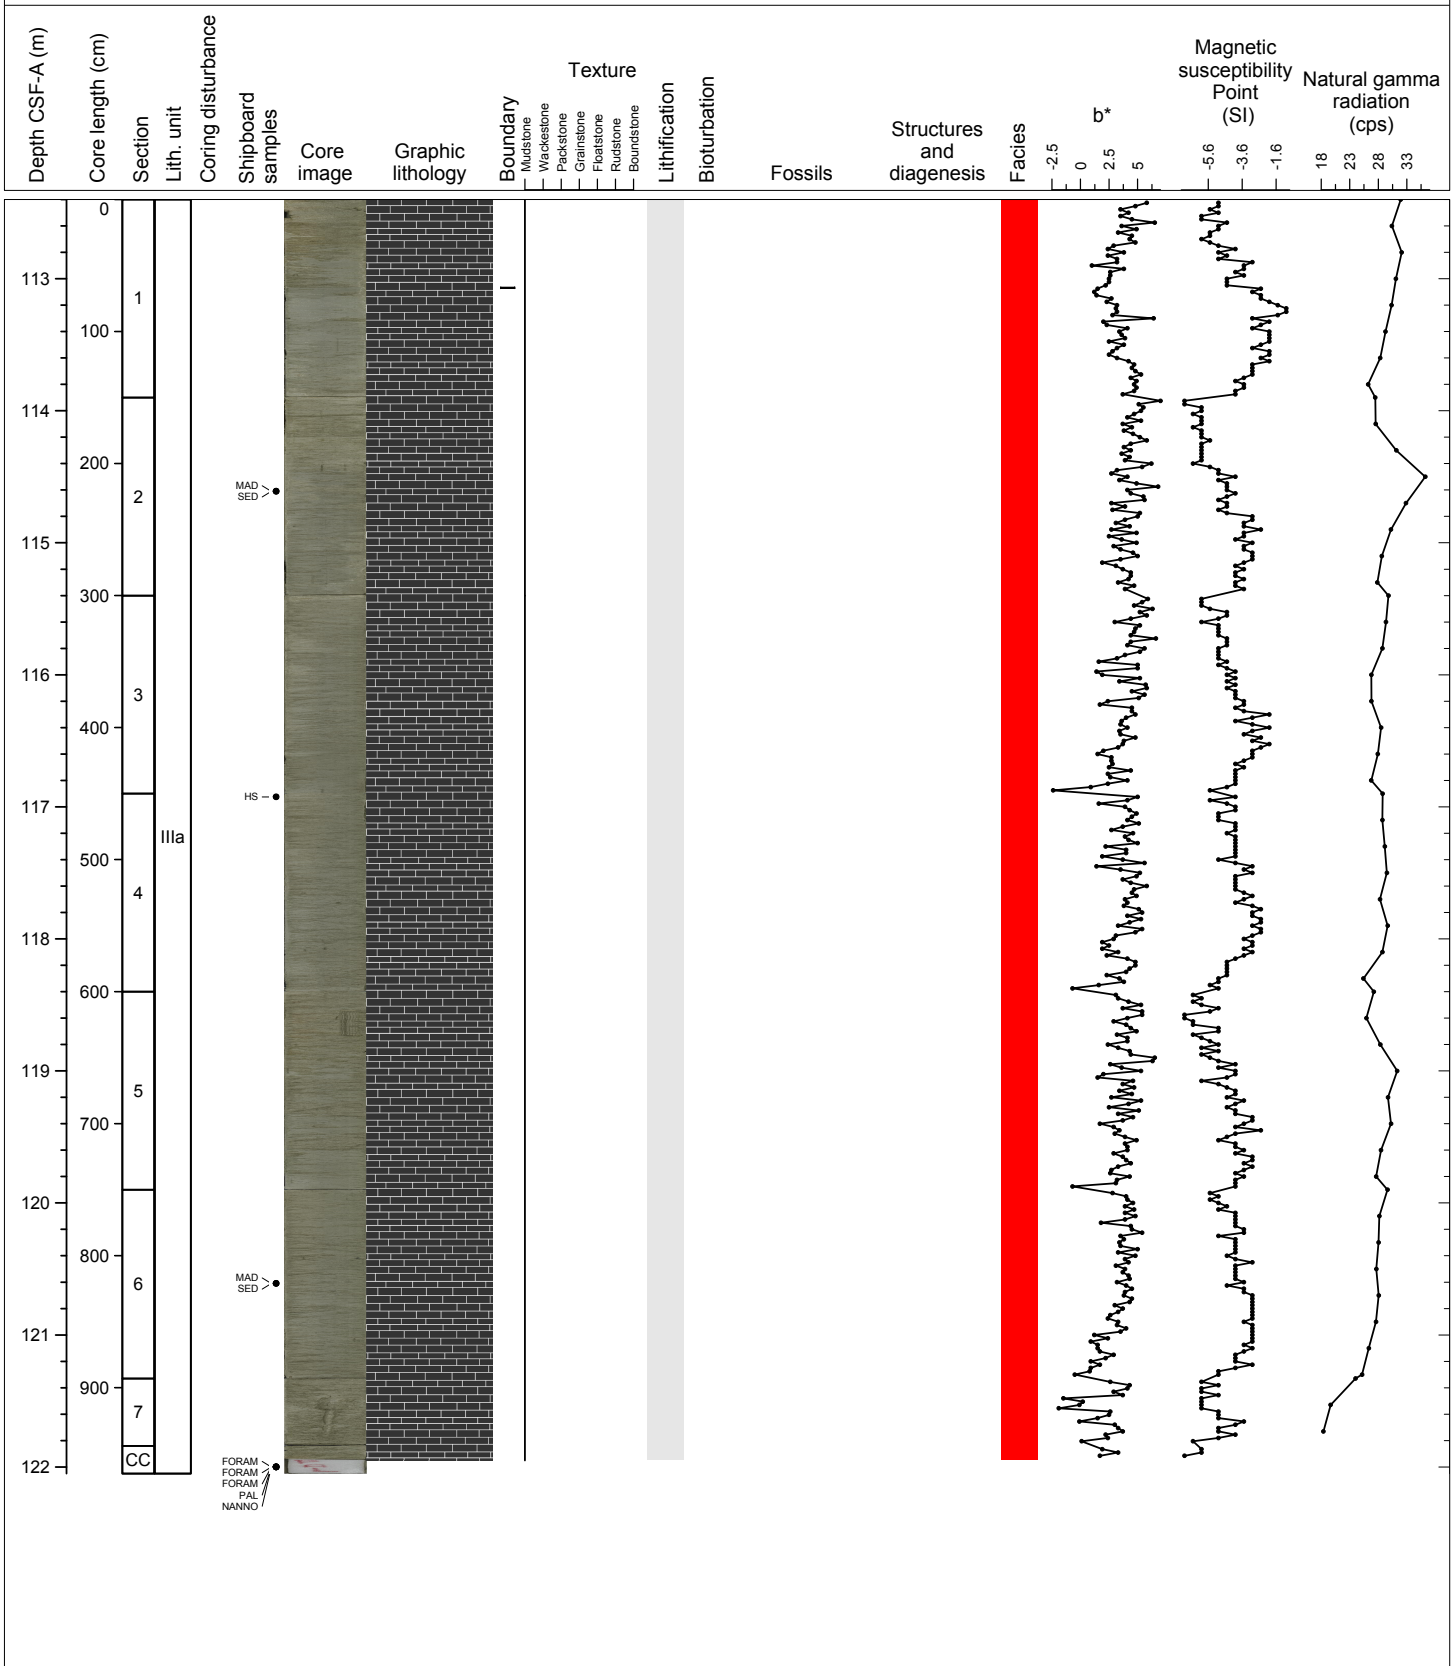 Depth CSF-A (m)
Core length (cm)
Section
Lith. unit
Coring disturbance
Shipboard
samples
Core
image
Graphic
lithology
Boundary
Texture
Mudstone
Wackestone
Packstone
Grainstone
Floatstone
Rudstone
Boundstone
Lithification
Bioturbation
Fossils
Structures
and
diagenesis
Facies
b*
-2.5
0
2.5
5
Magnetic
susceptibility
Point
(SI)
-5.6
-3.6
-1.6
Natural gamma
radiation
(cps)
18
23
28
33
113
114
115
116
117
118
119
120
121
122
0
100
200
300
400
500
600
700
800
900
1
2
3
4
5
6
7
CC
IIIa
MAD
SED
HS
MAD
SED
FORAM
FORAM
FORAM
PAL
NANNO